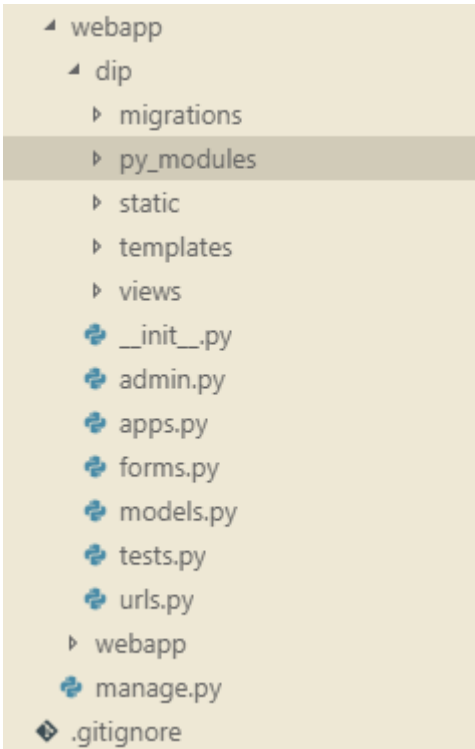 webapp
dip
migrations
py_modules
static
templates
views
__init__.py
admin.py
apps.py
forms.py
models.py
tests.py
urls.py
webapp
manage.py
.gitignore